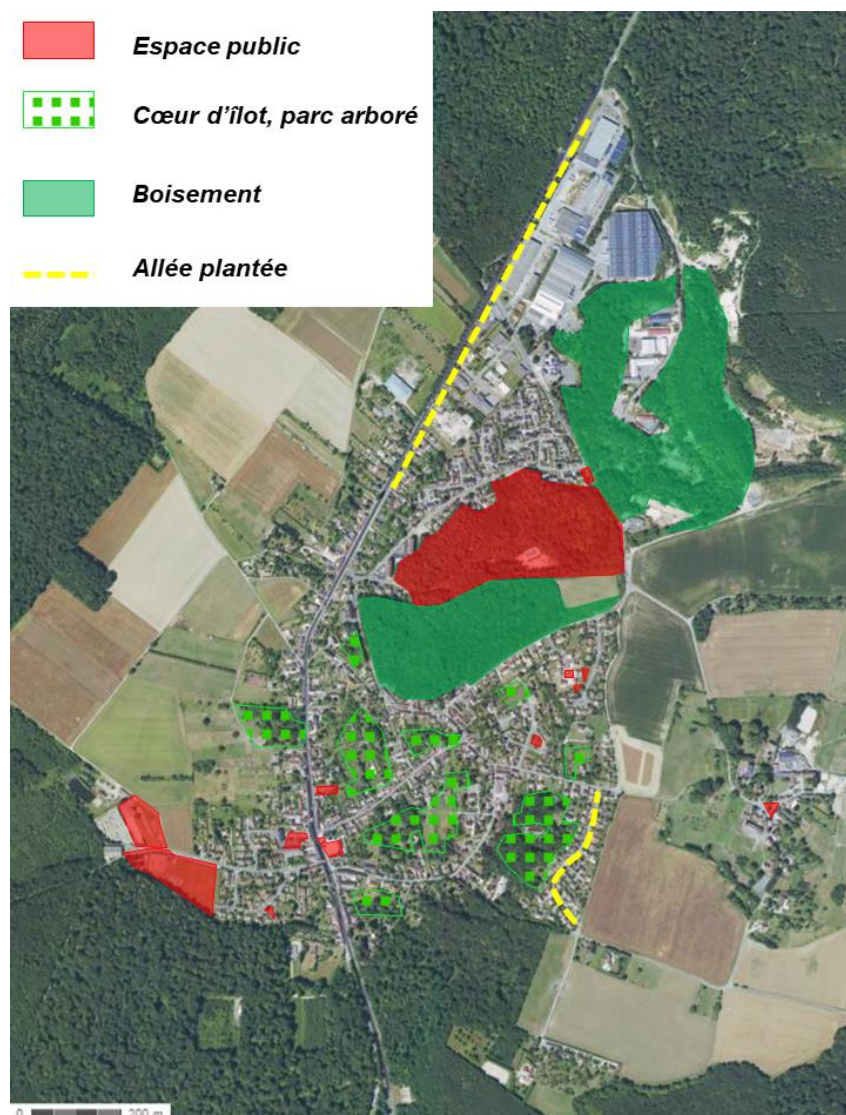 Espace public
Cœur d'îlot, parc arboré
Boisement
Allée plantée
0 200 m